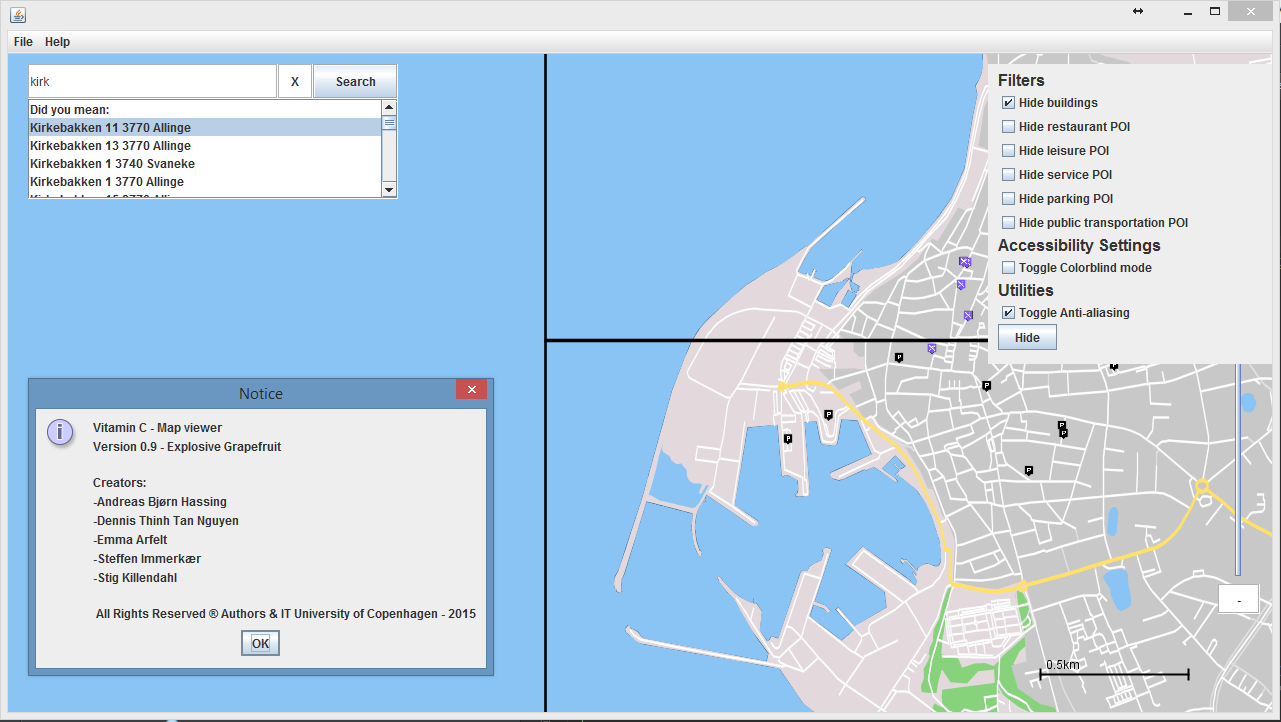 File Help
kirk X Search
Did you mean:
Kirkebakken 11 3770 Allinge
Kirkebakken 13 3770 Allinge
Kirkebakken 1 3740 Svaneke
Kirkebakken 1 3770 Allinge
Filters
Hide buildings
Hide restaurant POI
Hide leisure POI
Hide service POI
Hide parking POI
Hide public transportation POI
Accessibility Settings
Toggle Colorblind mode
Utilities
Toggle Anti-aliasing
Hide
Notice
Vitamin C - Map viewer
Version 0.9 - Explosive Grapefruit
Creators:
-Andreas Bjørn Hassing
-Dennis Thinh Tan Nguyen
-Emma Arfelt
-Steffen Immerkær
-Stig Killendahl
All Rights Reserved ® Authors & IT University of Copenhagen - 2015
OK
P
P
P
P
P
P
P
-
0.5km